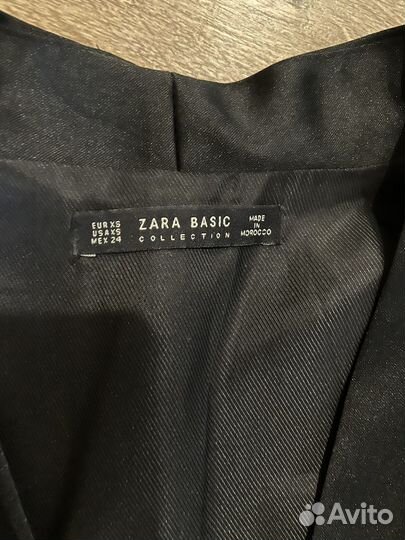 EUR XS
USA XS
MEX 24
ZARA BASIC
COLLECTION
MADE
IN
MOROCCO
Avito